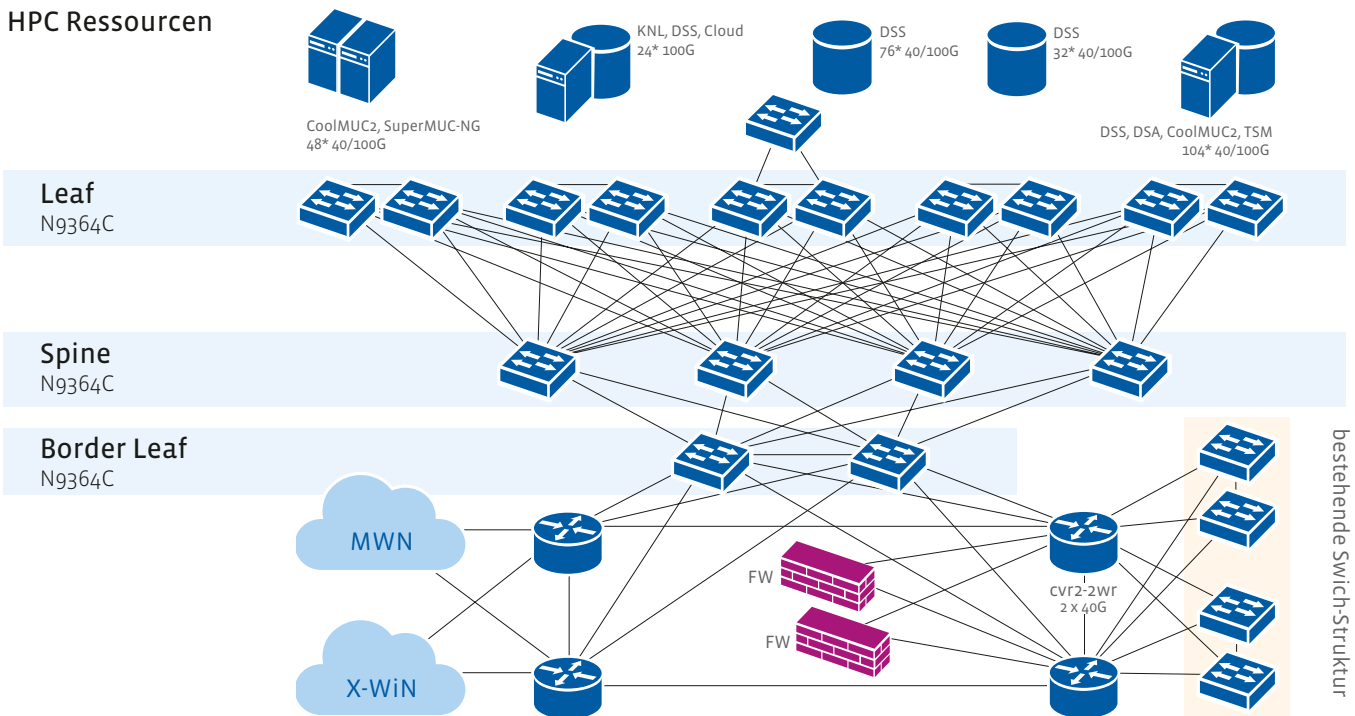 HPC Ressourcen
KNL, DSS, Cloud
24* 100G
DSS
76* 40/100G
DSS
32* 40/100G
CoolMUC2, SuperMUC-NG
48* 40/100G
DSS, DSA, CoolMUC2, TSM
104* 40/100G
Leaf
N9364C
Spine
N9364C
Border Leaf
N9364C
MWN
FW
cvr2-2wr
2 x 40G
FW
X-WiN
bestehende Swich-Struktur